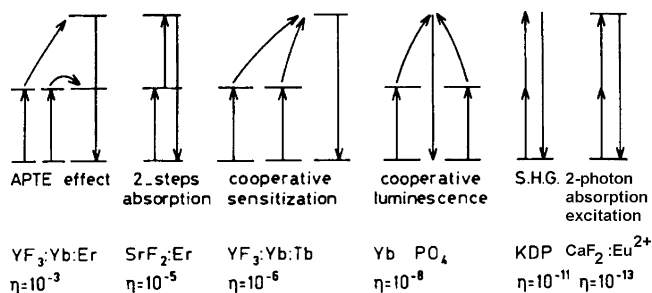 APTE effect
2_steps absorption
cooperative sensitization
cooperative luminescence
S.H.G.
2-photon absorption excitation
YF₃:Yb:Er
SrF₂:Er
YF₃:Yb:Tb
Yb PO₄
KDP
CaF₂:Eu²⁺
η=10⁻³
η=10⁻⁵
η=10⁻⁶
η=10⁻⁸
η=10⁻¹¹
η=10⁻¹³